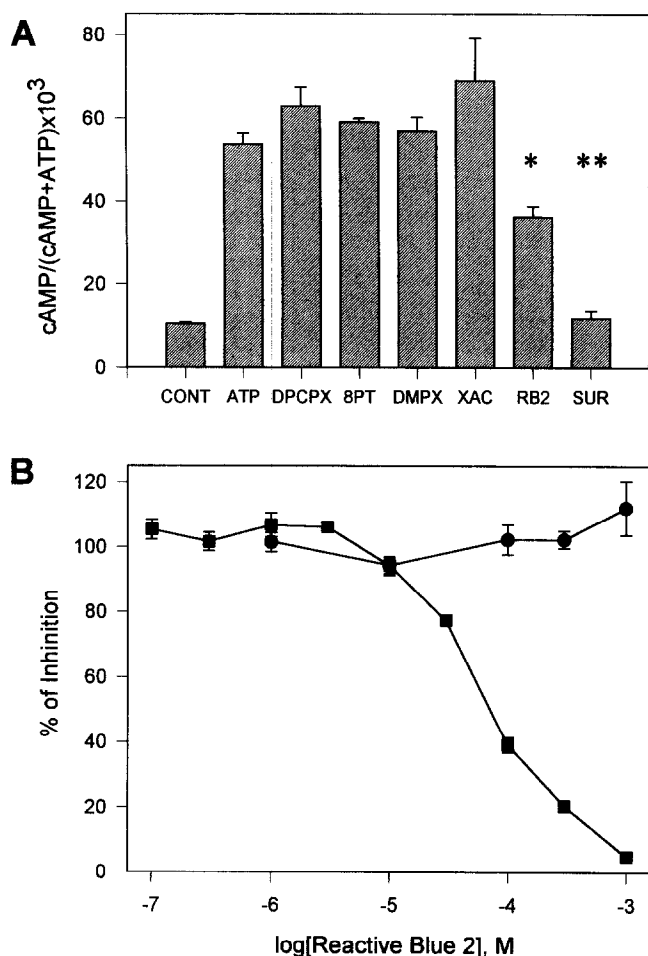 A
cAMP/(cAMP+ATP)x10³
80
60
40
20
0
* **
CONT ATP DPCPX 8PT DMPX XAC RB2 SUR
B
% of Inhinition
120
100
80
60
40
20
0
-7 -6 -5 -4 -3
log[Reactive Blue 2], M